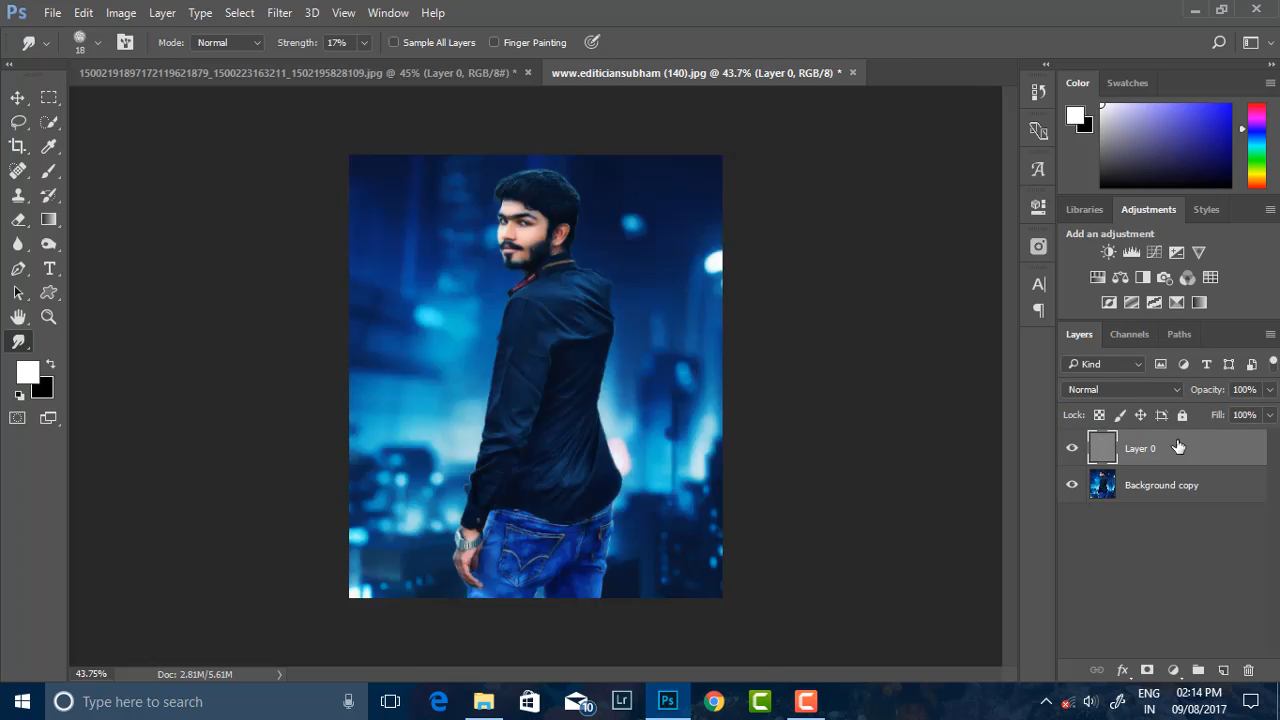 Ps File Edit Image Layer Type Select Filter 3D View Window Help
18 Mode: Normal Strength: 17% Sample All Layers Finger Painting
15002191897172119621879_1500223163211_1502195828109.jpg @ 45% (Layer 0, RGB/8#) * × www.editiciansubham (140).jpg @ 43.7% (Layer 0, RGB/8) * ×
Color Swatches
Libraries Adjustments Styles
Add an adjustment
Layers Channels Paths
Kind
Normal Opacity: 100%
Lock: Fill: 100%
Layer 0
Background copy
43.75% Doc: 2.81M/5.61M
Type here to search
10
Lr
Ps
ENG
IN
02:14 PM
09/08/2017